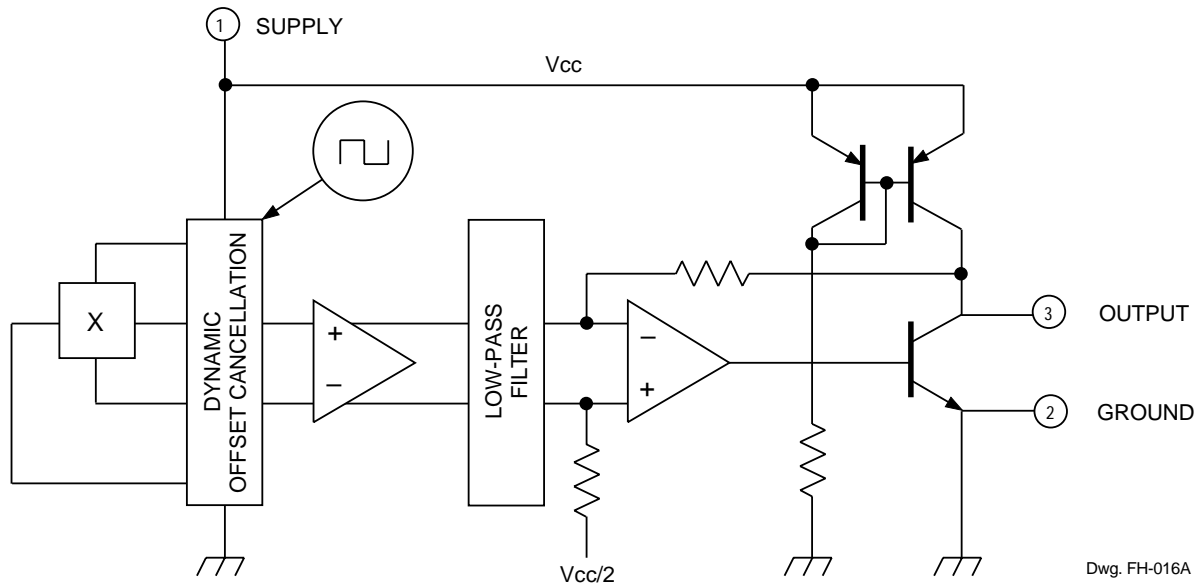 1 SUPPLY
Vcc
X
DYNAMIC
OFFSET CANCELLATION
+
−
LOW-PASS
FILTER
−
+
3 OUTPUT
2 GROUND
Vcc/2
Dwg. FH-016A